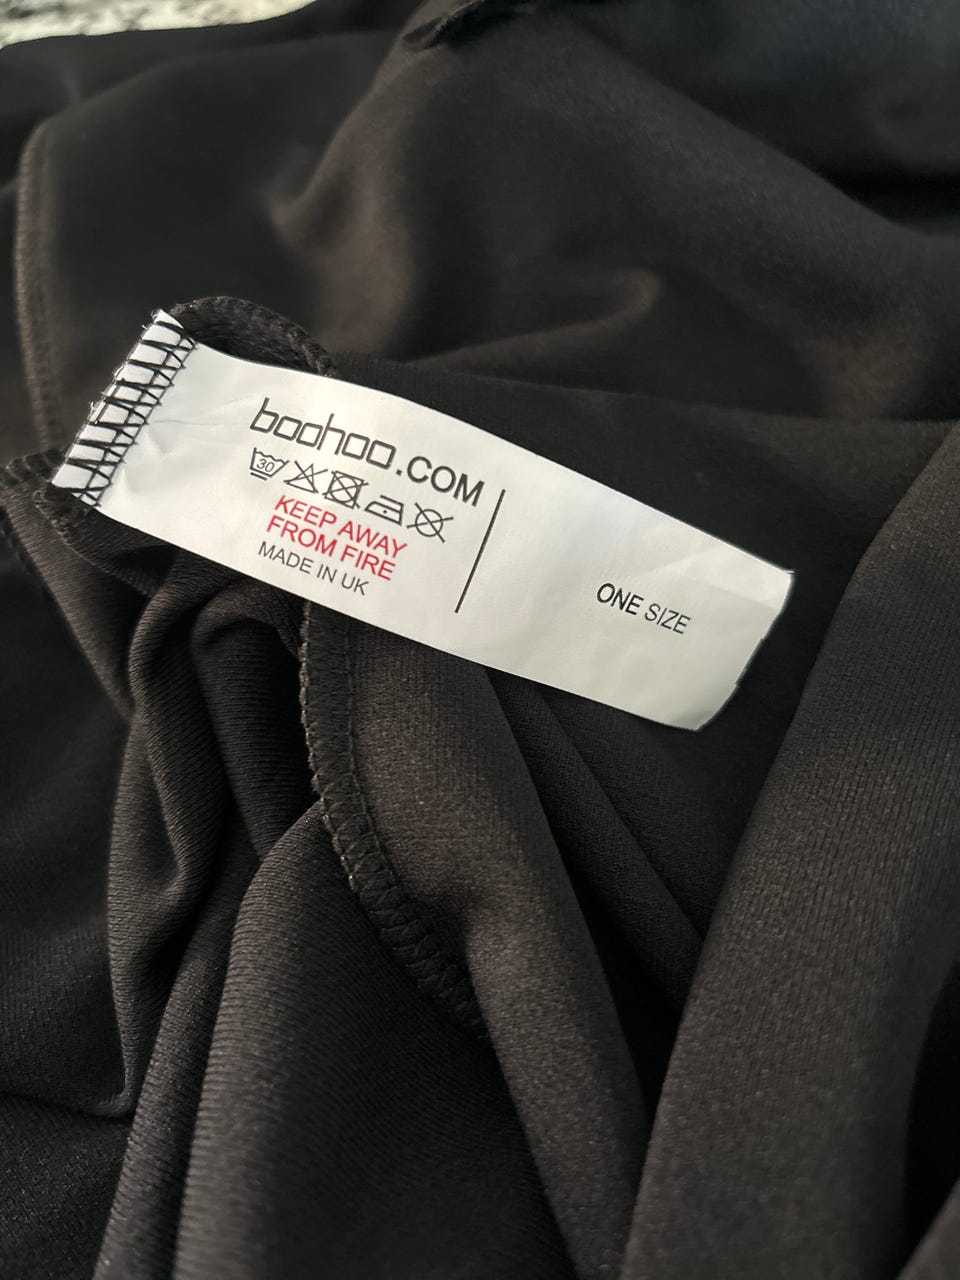 boohoo.COM
30
KEEP AWAY
FROM FIRE
MADE IN UK
ONE SIZE